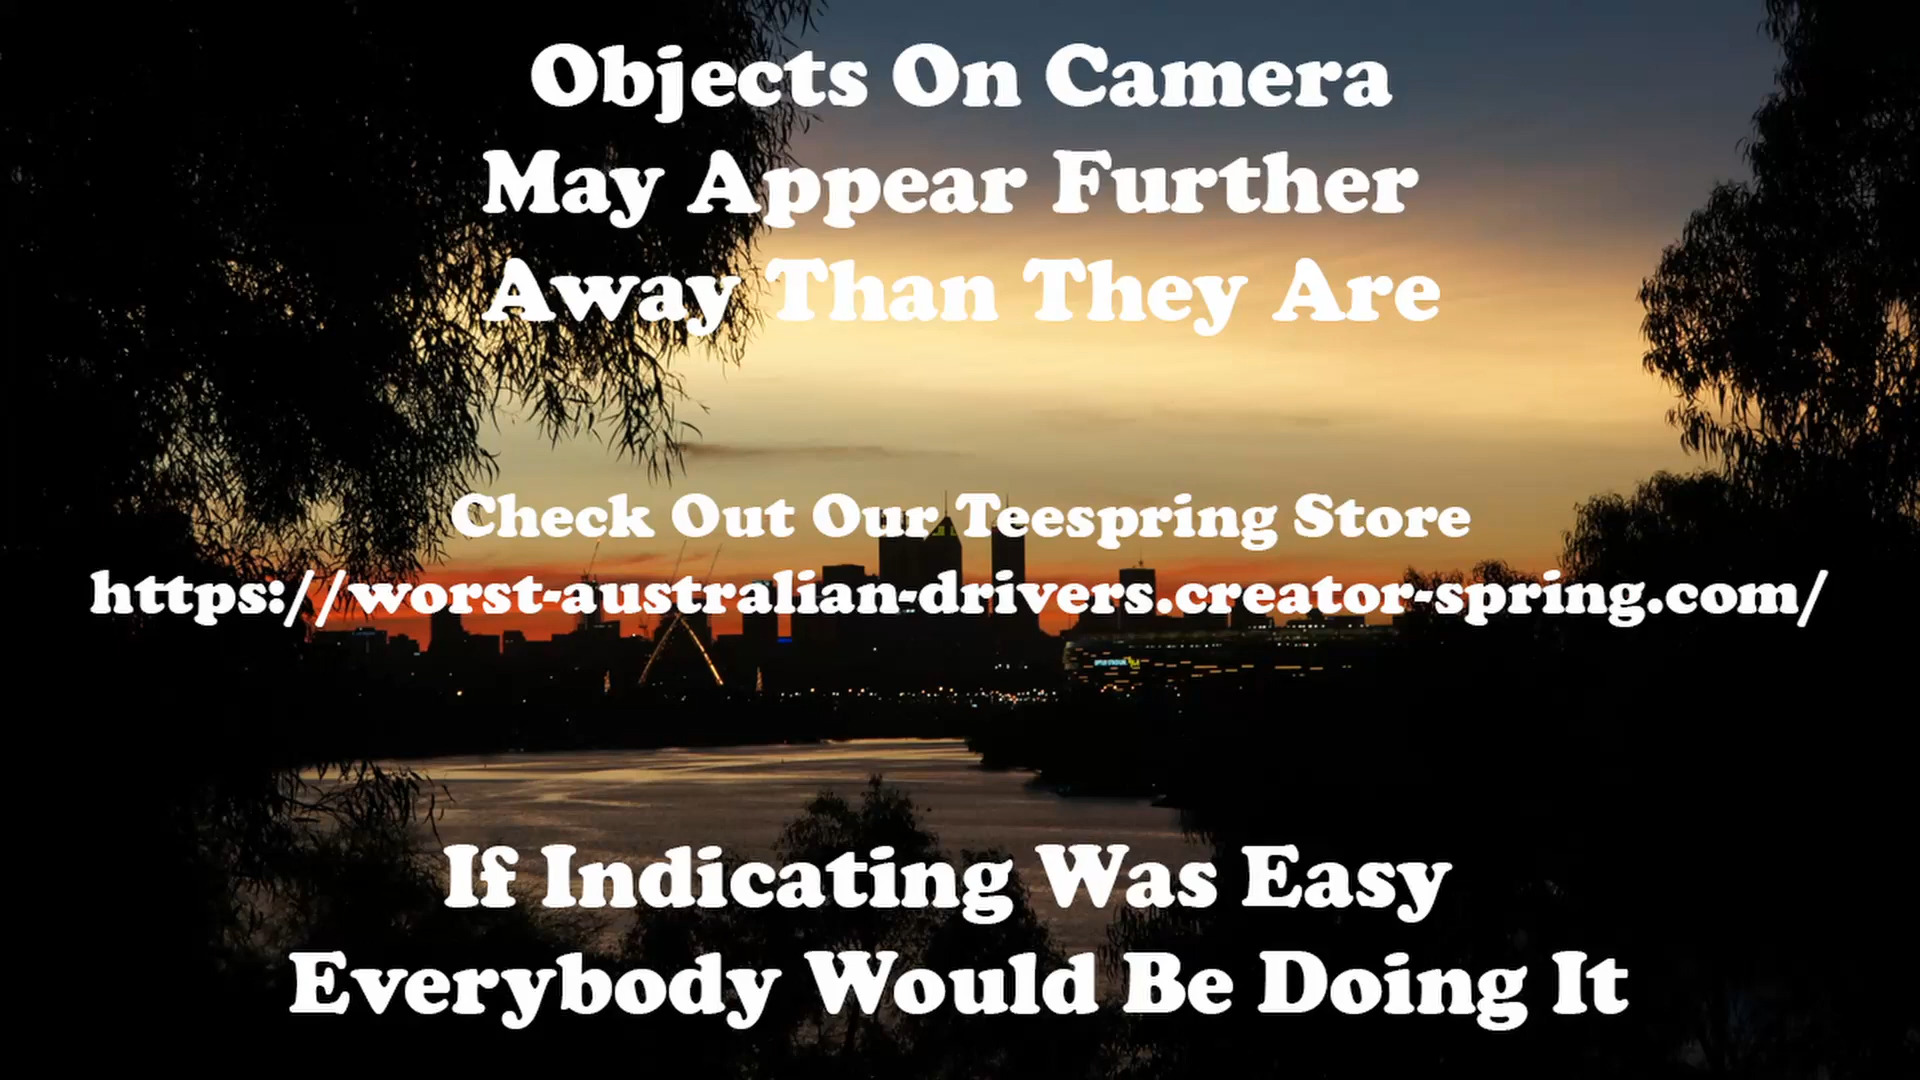 Objects On Camera
May Appear Further
Away Than They Are
Check Out Our Teespring Store
https://worst-australian-drivers.creator-spring.com/
If Indicating Was Easy
Everybody Would Be Doing It